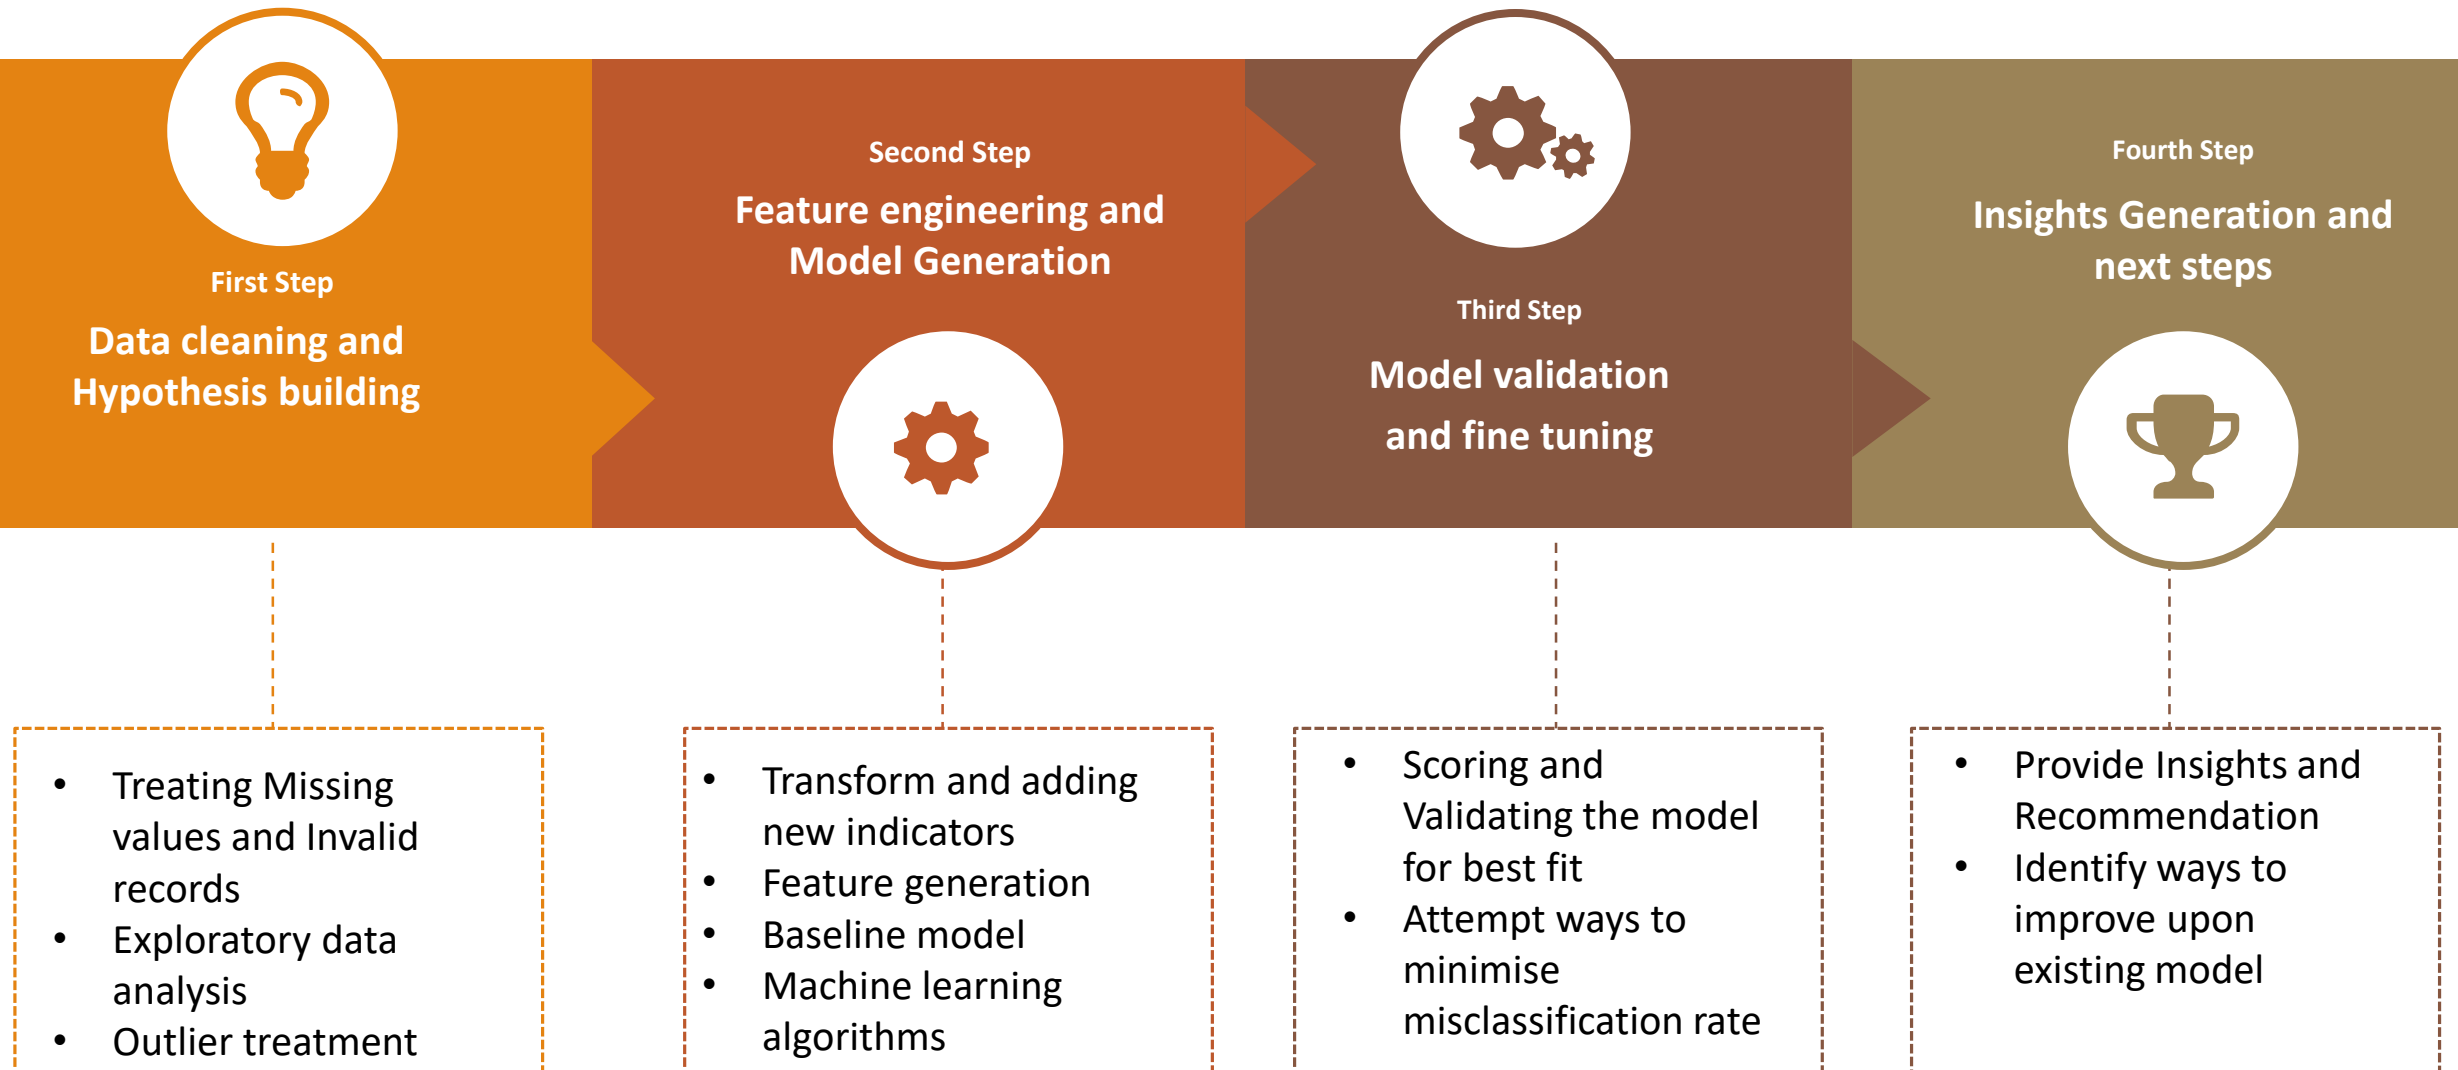 First Step
Data cleaning and
Hypothesis building
Second Step
Feature engineering and
Model Generation
Third Step
Model validation
and fine tuning
Fourth Step
Insights Generation and
next steps
• Treating Missing
values and Invalid
records
• Exploratory data
analysis
• Outlier treatment
• Transform and adding
new indicators
• Feature generation
• Baseline model
• Machine learning
algorithms
• Scoring and
Validating the model
for best fit
• Attempt ways to
minimise
misclassification rate
• Provide Insights and
Recommendation
• Identify ways to
improve upon
existing model